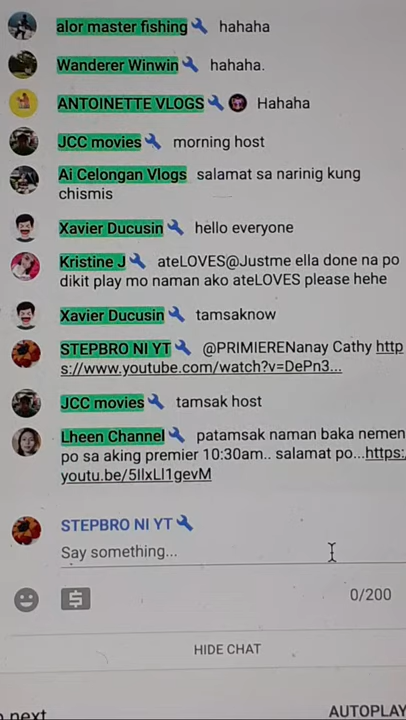 alor master fishing hahaha
Wanderer Winwin hahaha.
ANTOINETTE VLOGS Hahaha
JCC movies morning host
Ai Celongan Vlogs salamat sa narinig kung
chismis
Xavier Ducusin hello everyone
Kristine J ateLOVES@Justme ella done na po
dikit play mo naman ako ateLOVES please hehe
Xavier Ducusin tamsaknow
STEPBRO NI YT @PRIMIERENanay Cathy http
s://www.youtube.com/watch?v=DePn3...
JCC movies tamsak host
Lheen Channel patamsak naman baka nemen
po sa aking premier 10:30am.. salamat po...https:/
youtu.be/5IlxLl1gevM
STEPBRO NI YT
Say something...
0/200
HIDE CHAT
next
AUTOPLAY